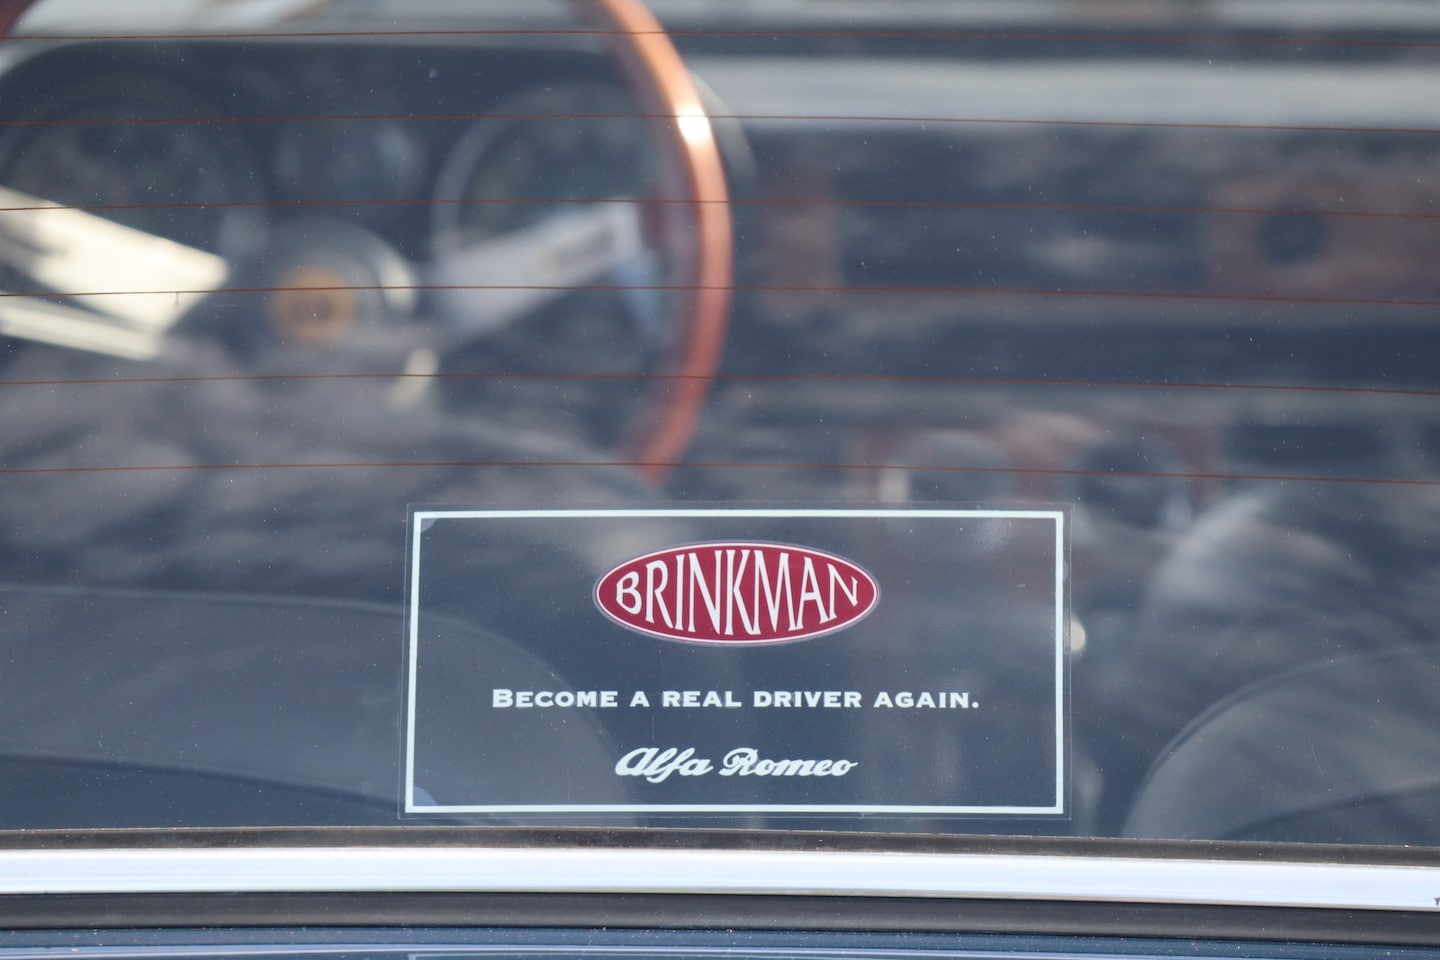 BRINKMAN
BECOME A REAL DRIVER AGAIN.
Alfa Romeo